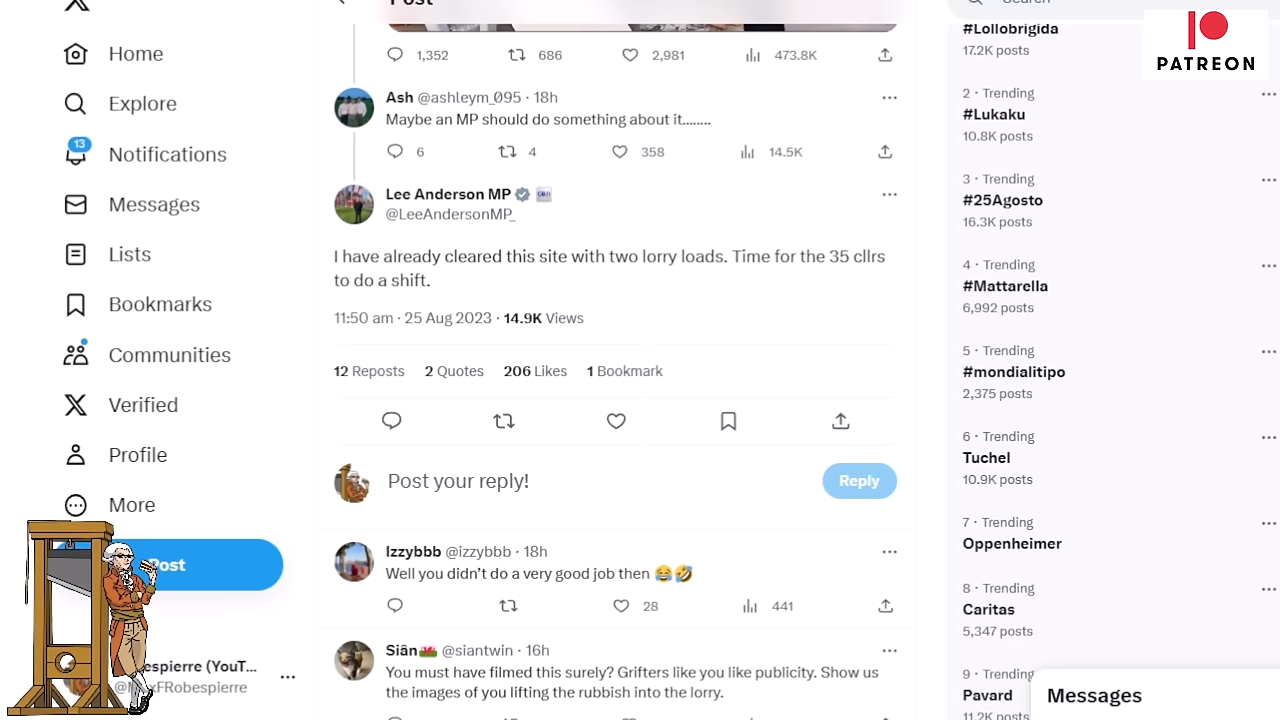 Post
Search
PATREON
Home
Explore
13
Notifications
Messages
Lists
Bookmarks
Communities
Verified
Profile
More
Post
espierre (YouT...
FRobespierre
1,352 686 2,981 473.8K
Ash @ashleym_095 · 18h
Maybe an MP should do something about it........
6 4 358 14.5K
Lee Anderson MP
@LeeAndersonMP_
I have already cleared this site with two lorry loads. Time for the 35 cllrs
to do a shift.
11:50 am · 25 Aug 2023 · 14.9K Views
12 Reposts 2 Quotes 206 Likes 1 Bookmark
Post your reply!
Reply
Izzybbb @izzybbb · 18h
Well you didn't do a very good job then 😂🤣
28 441
Siân🏴󠁧󠁢󠁷󠁬󠁳󠁿 @siantwin · 16h
You must have filmed this surely? Grifters like you like publicity. Show us
the images of you lifting the rubbish into the lorry.
#Lollobrigida
17.2K posts
2 · Trending
#Lukaku
10.8K posts
3 · Trending
#25Agosto
16.3K posts
4 · Trending
#Mattarella
6,992 posts
5 · Trending
#mondialitipo
2,375 posts
6 · Trending
Tuchel
10.9K posts
7 · Trending
Oppenheimer
8 · Trending
Caritas
5,347 posts
9 · Trending
Pavard
11.2K posts
Messages